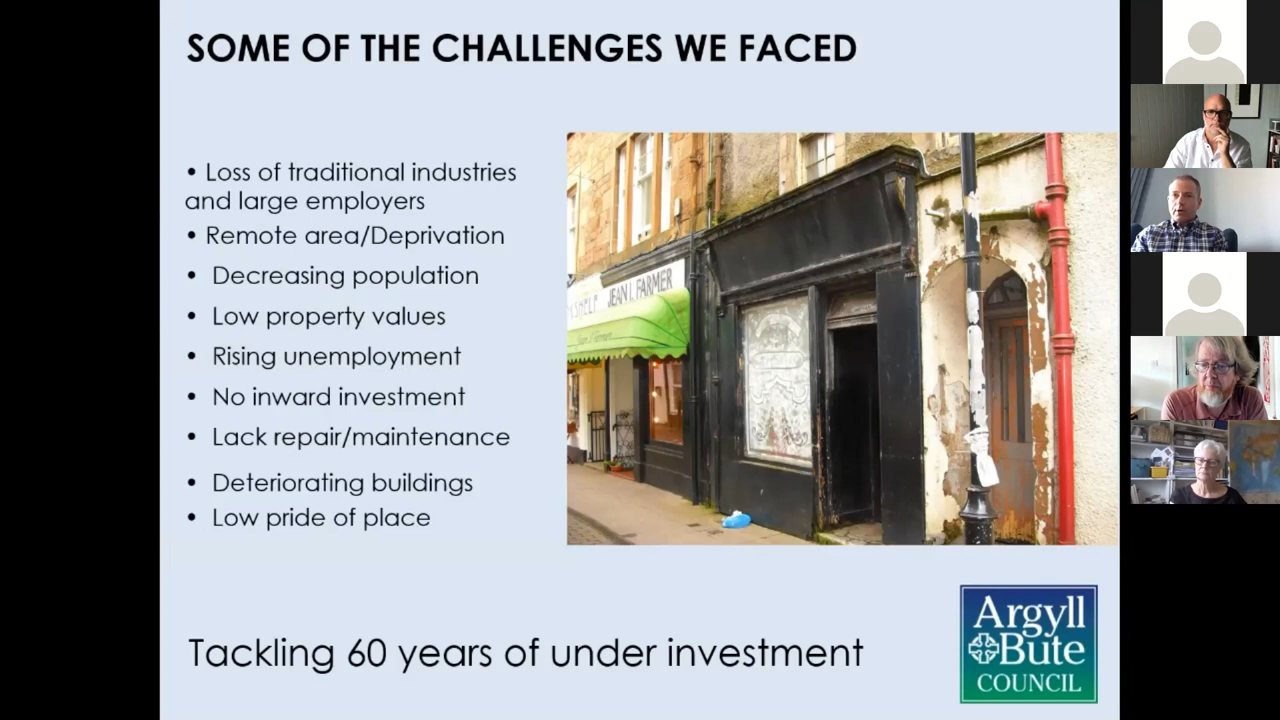 SOME OF THE CHALLENGES WE FACED
• Loss of traditional industries
and large employers
• Remote area/Deprivation
• Decreasing population
• Low property values
• Rising unemployment
• No inward investment
• Lack repair/maintenance
• Deteriorating buildings
• Low pride of place
JEAN I. FARMER
Tackling 60 years of under investment
Argyll
Bute
COUNCIL